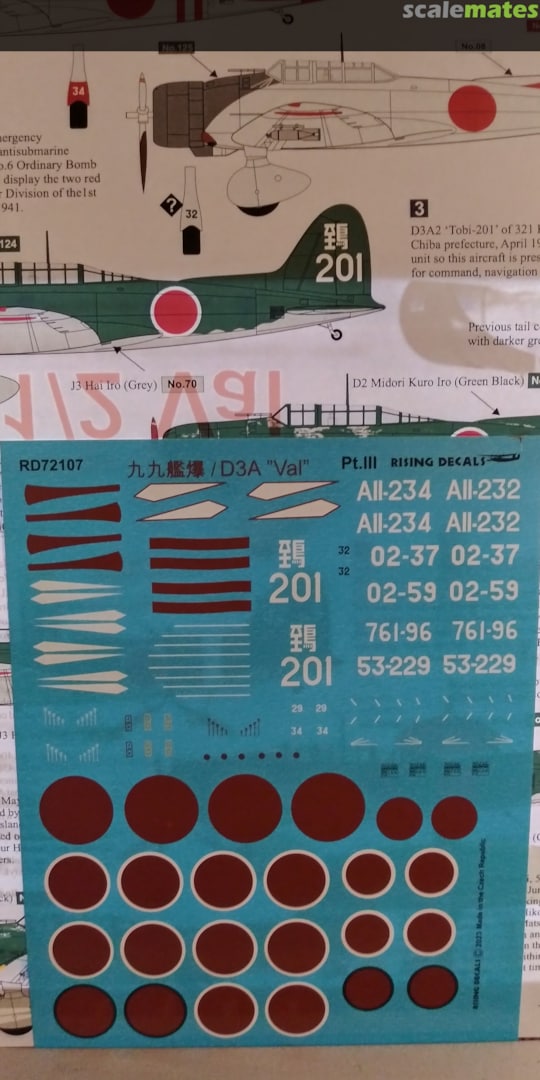 scalemates
No.125
No.08
34
mergency
antisubmarine
o.6 Ordinary Bomb
display the two red
r Division of the1st
941.
?
32
3
D3A2 'Tobi-201' of 321 
Chiba prefecture, April 19
unit so this aircraft is pres
for command, navigation
鵄
201
124
Previous tail c
with darker gre
J3 Hai Iro (Grey) No.70
D2 Midori Kuro Iro (Green Black)
1/2 Val
RD72107
九九艦爆 / D3A "Val"
Pt.III
RISING DECALS
AII-234 AII-232
AII-234 AII-232
鵄
201
32
32
02-37 02-37
02-59 02-59
鵄
201
761-96 761-96
53-229 53-229
29 29
34 34
RISING DECALS © 2023 Made in the Czech Republic